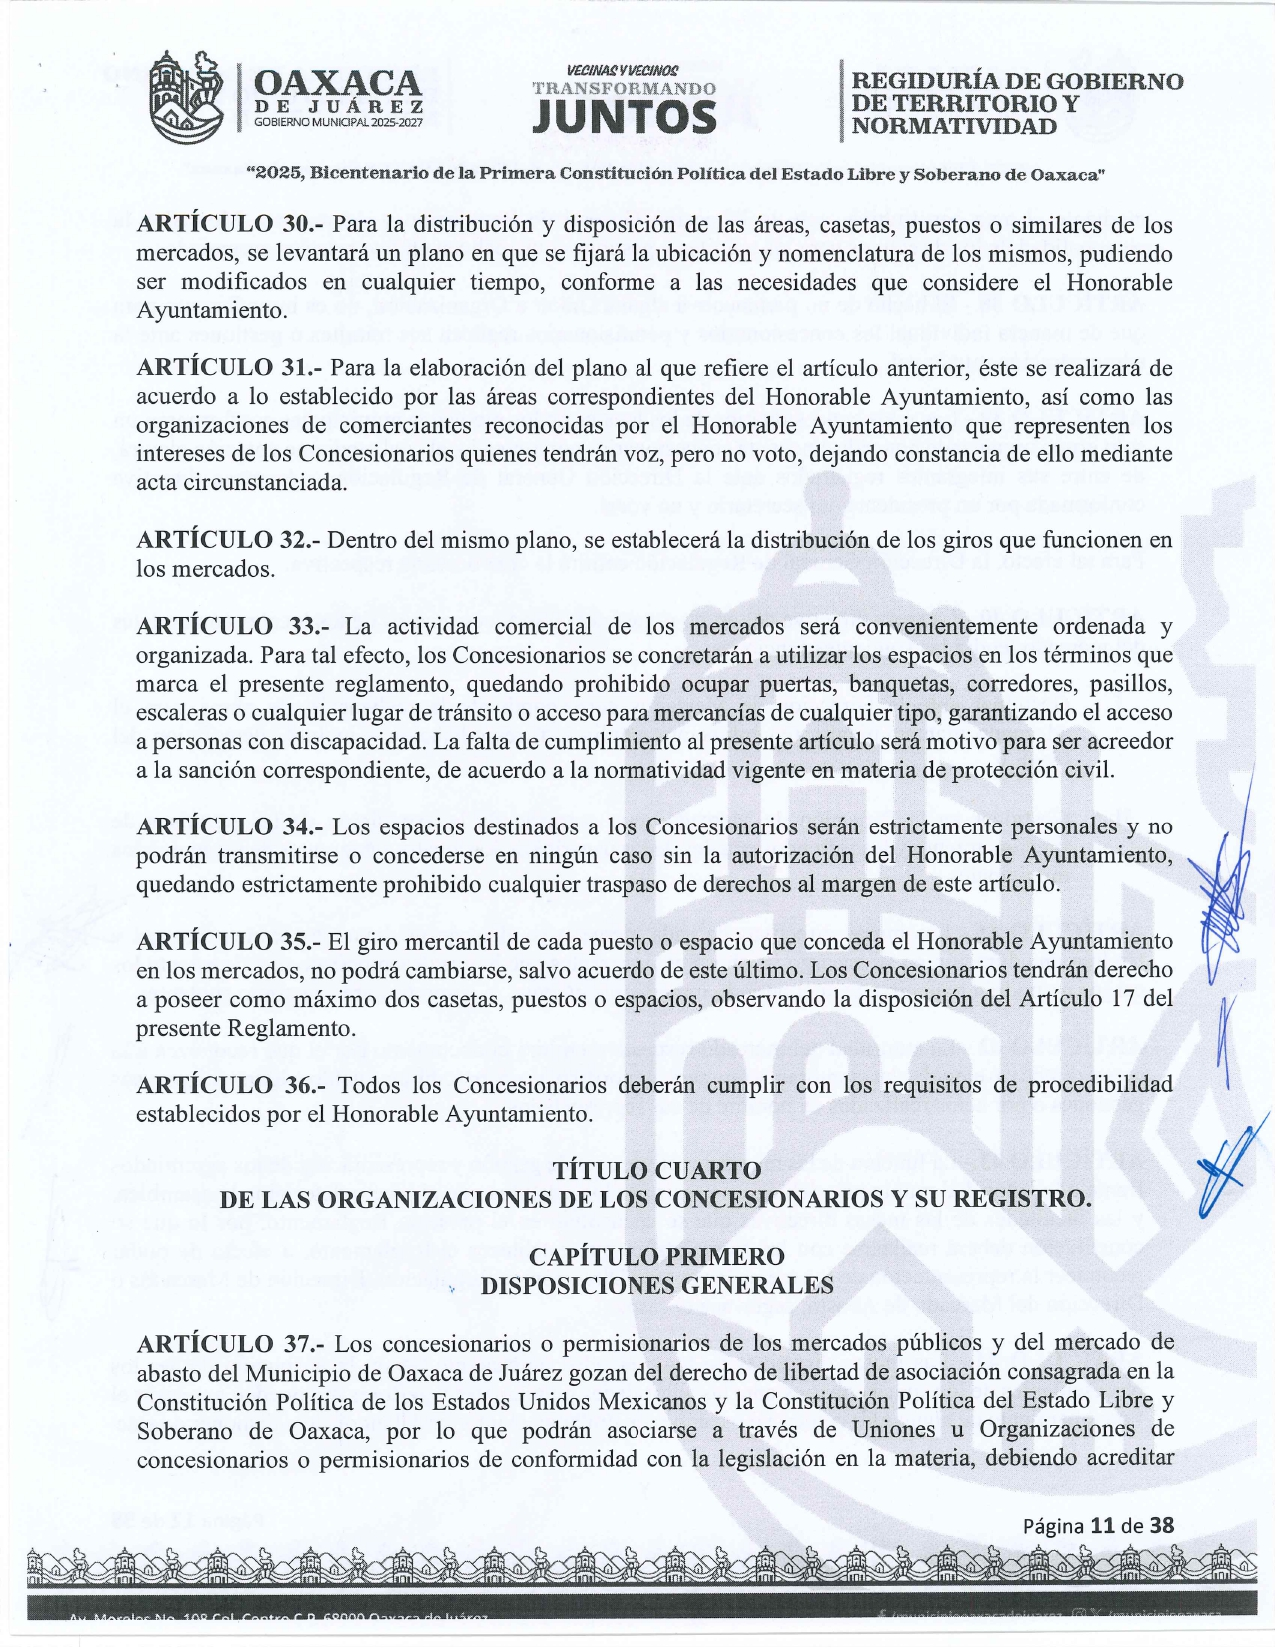 OAXACA
DE JUÁREZ
GOBIERNO MUNICIPAL 2025-2027
VECINAS Y VECINOS
TRANSFORMANDO
JUNTOS
REGIDURÍA DE GOBIERNO
DE TERRITORIO Y
NORMATIVIDAD
“2025, Bicentenario de la Primera Constitución Política del Estado Libre y Soberano de Oaxaca"
ARTÍCULO 30.- Para la distribución y disposición de las áreas, casetas, puestos o similares de los
mercados, se levantará un plano en que se fijará la ubicación y nomenclatura de los mismos, pudiendo
ser modificados en cualquier tiempo, conforme a las necesidades que considere el Honorable
Ayuntamiento.
ARTÍCULO 31.- Para la elaboración del plano al que refiere el artículo anterior, éste se realizará de
acuerdo a lo establecido por las áreas correspondientes del Honorable Ayuntamiento, así como las
organizaciones de comerciantes reconocidas por el Honorable Ayuntamiento que representen los
intereses de los Concesionarios quienes tendrán voz, pero no voto, dejando constancia de ello mediante
acta circunstanciada.
ARTÍCULO 32.- Dentro del mismo plano, se establecerá la distribución de los giros que funcionen en
los mercados.
ARTÍCULO 33.- La actividad comercial de los mercados será convenientemente ordenada y
organizada. Para tal efecto, los Concesionarios se concretarán a utilizar los espacios en los términos que
marca el presente reglamento, quedando prohibido ocupar puertas, banquetas, corredores, pasillos,
escaleras o cualquier lugar de tránsito o acceso para mercancías de cualquier tipo, garantizando el acceso
a personas con discapacidad. La falta de cumplimiento al presente artículo será motivo para ser acreedor
a la sanción correspondiente, de acuerdo a la normatividad vigente en materia de protección civil.
ARTÍCULO 34.- Los espacios destinados a los Concesionarios serán estrictamente personales y no
podrán transmitirse o concederse en ningún caso sin la autorización del Honorable Ayuntamiento,
quedando estrictamente prohibido cualquier traspaso de derechos al margen de este artículo.
ARTÍCULO 35.- El giro mercantil de cada puesto o espacio que conceda el Honorable Ayuntamiento
en los mercados, no podrá cambiarse, salvo acuerdo de este último. Los Concesionarios tendrán derecho
a poseer como máximo dos casetas, puestos o espacios, observando la disposición del Artículo 17 del
presente Reglamento.
ARTÍCULO 36.- Todos los Concesionarios deberán cumplir con los requisitos de procedibilidad
establecidos por el Honorable Ayuntamiento.
TÍTULO CUARTO
DE LAS ORGANIZACIONES DE LOS CONCESIONARIOS Y SU REGISTRO.
CAPÍTULO PRIMERO
DISPOSICIONES GENERALES
ARTÍCULO 37.- Los concesionarios o permisionarios de los mercados públicos y del mercado de
abasto del Municipio de Oaxaca de Juárez gozan del derecho de libertad de asociación consagrada en la
Constitución Política de los Estados Unidos Mexicanos y la Constitución Política del Estado Libre y
Soberano de Oaxaca, por lo que podrán asociarse a través de Uniones u Organizaciones de
concesionarios o permisionarios de conformidad con la legislación en la materia, debiendo acreditar
Página 11 de 38
Av. Morelos No. 108 Col. Centro C.P. 68000 Oaxaca de Juárez